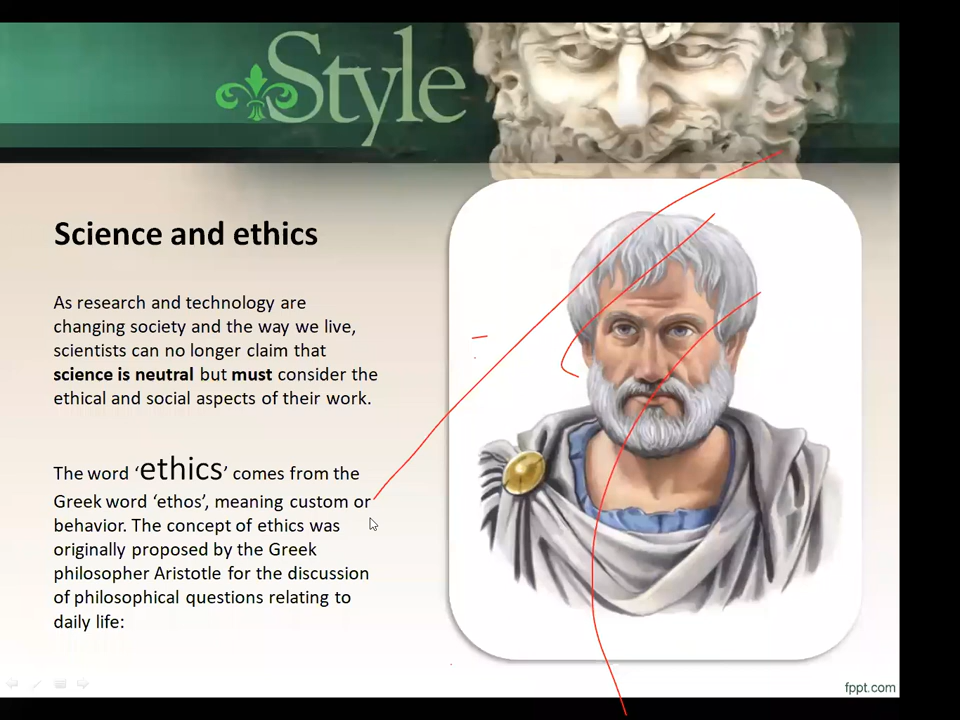 Style
Science and ethics
As research and technology are
changing society and the way we live,
scientists can no longer claim that
science is neutral but must consider the
ethical and social aspects of their work.
The word ‘ethics’ comes from the
Greek word ‘ethos’, meaning custom or
behavior. The concept of ethics was
originally proposed by the Greek
philosopher Aristotle for the discussion
of philosophical questions relating to
daily life:
fppt.com